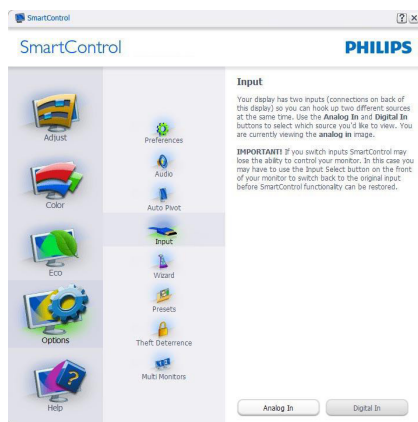 SmartControl
SmartControl
PHILIPS
Adjust
Color
Eco
Options
Help
Preferences
Audio
Auto Pivot
Input
Wizard
Presets
Theft Deterrence
Multi Monitors
Input
Your display has two inputs (connections on back of
this display) so you can hook up two different sources
at the same time. Use the Analog In and Digital In
buttons to select which source you'd like to view. You
are currently viewing the analog in image.
IMPORTANT! If you switch inputs SmartControl may
lose the ability to control your monitor. In this case you
may have to use the Input Select button on the front
of your monitor to switch back to the original input
before SmartControl functionality can be restored.
Analog In
Digital In